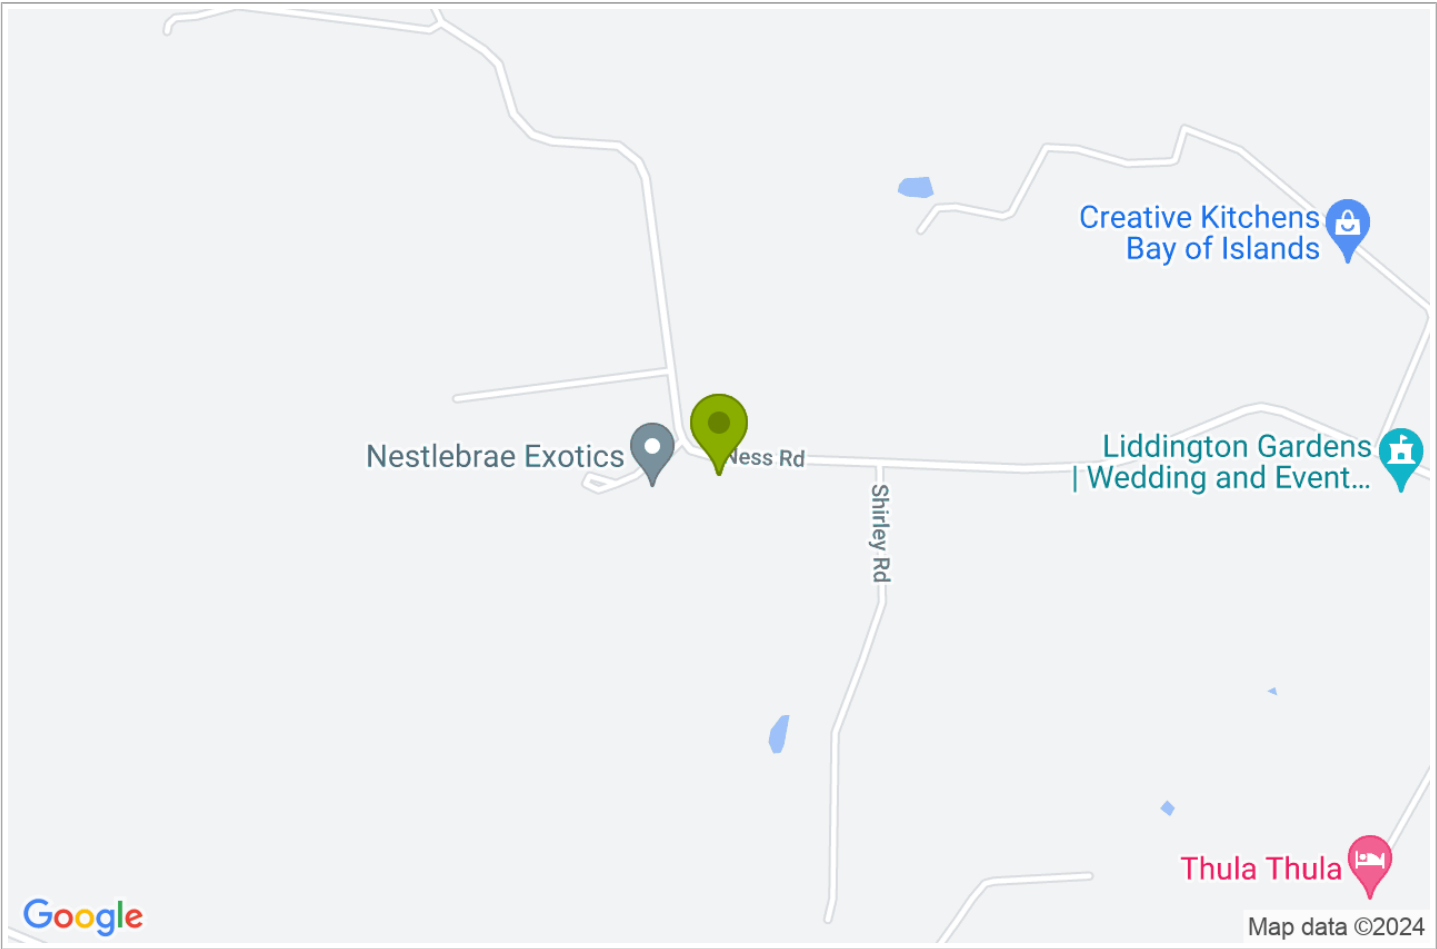 Creative Kitchens
Bay of Islands
Nestlebrae Exotics
Ness Rd
Liddington Gardens
| Wedding and Event...
Shirley Rd
Thula Thula
Google
Map data ©2024